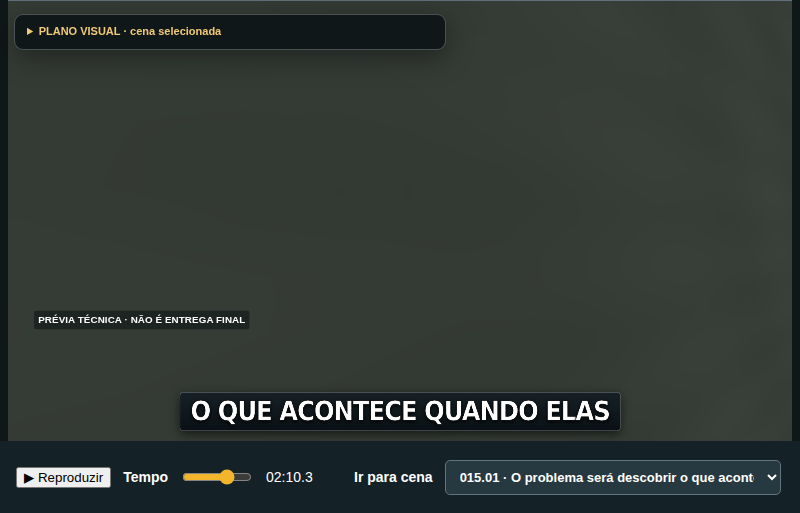 ▶ PLANO VISUAL · cena selecionada
PRÉVIA TÉCNICA · NÃO É ENTREGA FINAL
O QUE ACONTECE QUANDO ELAS
▶ Reproduzir Tempo 02:10.3 Ir para cena 015.01 · O problema será descobrir o que acont